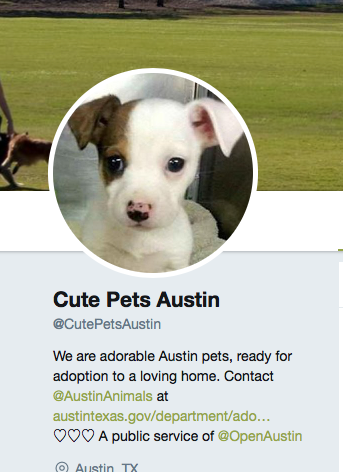 Cute Pets Austin
@CutePetsAustin
We are adorable Austin pets, ready for
adoption to a loving home. Contact
@AustinAnimals at
austintexas.gov/department/ado…
♡♡♡ A public service of @OpenAustin
Austin, TX